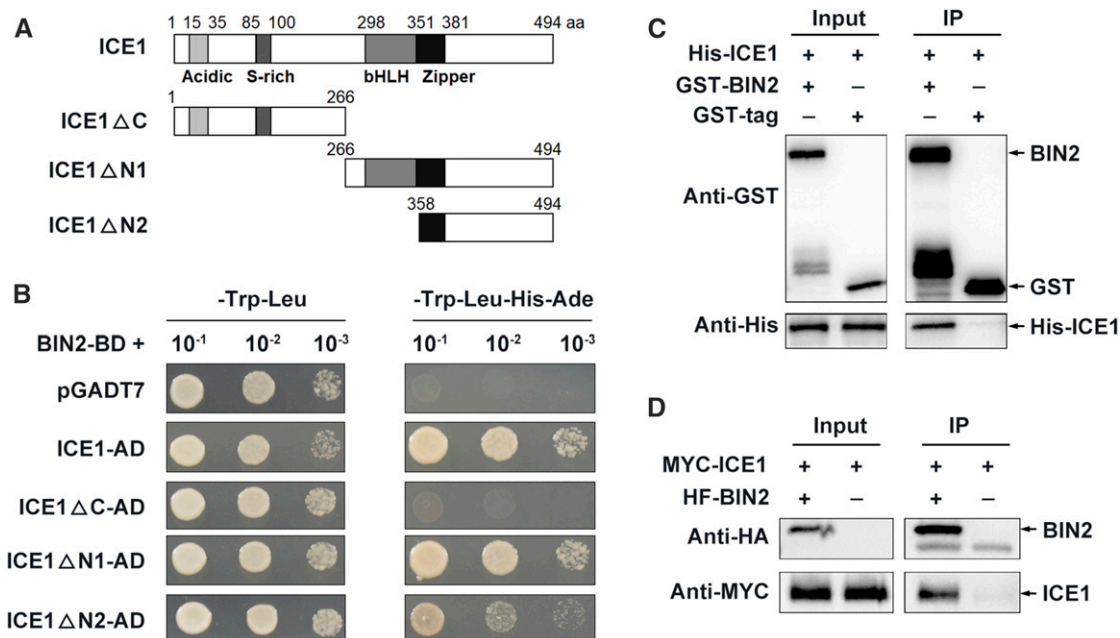 A
1 15 35 85 100 298 351 381 494 aa
ICE1
Acidic S-rich bHLH Zipper
1 266
ICE1△C
266 494
ICE1△N1
358 494
ICE1△N2
B
-Trp-Leu -Trp-Leu-His-Ade
BIN2-BD + 10⁻¹ 10⁻² 10⁻³ 10⁻¹ 10⁻² 10⁻³
pGADT7
ICE1-AD
ICE1△C-AD
ICE1△N1-AD
ICE1△N2-AD
C
Input IP
His-ICE1 + + + +
GST-BIN2 + − + −
GST-tag − + − +
BIN2
Anti-GST
GST
Anti-His His-ICE1
D
Input IP
MYC-ICE1 + + + +
HF-BIN2 + − + −
Anti-HA BIN2
Anti-MYC ICE1